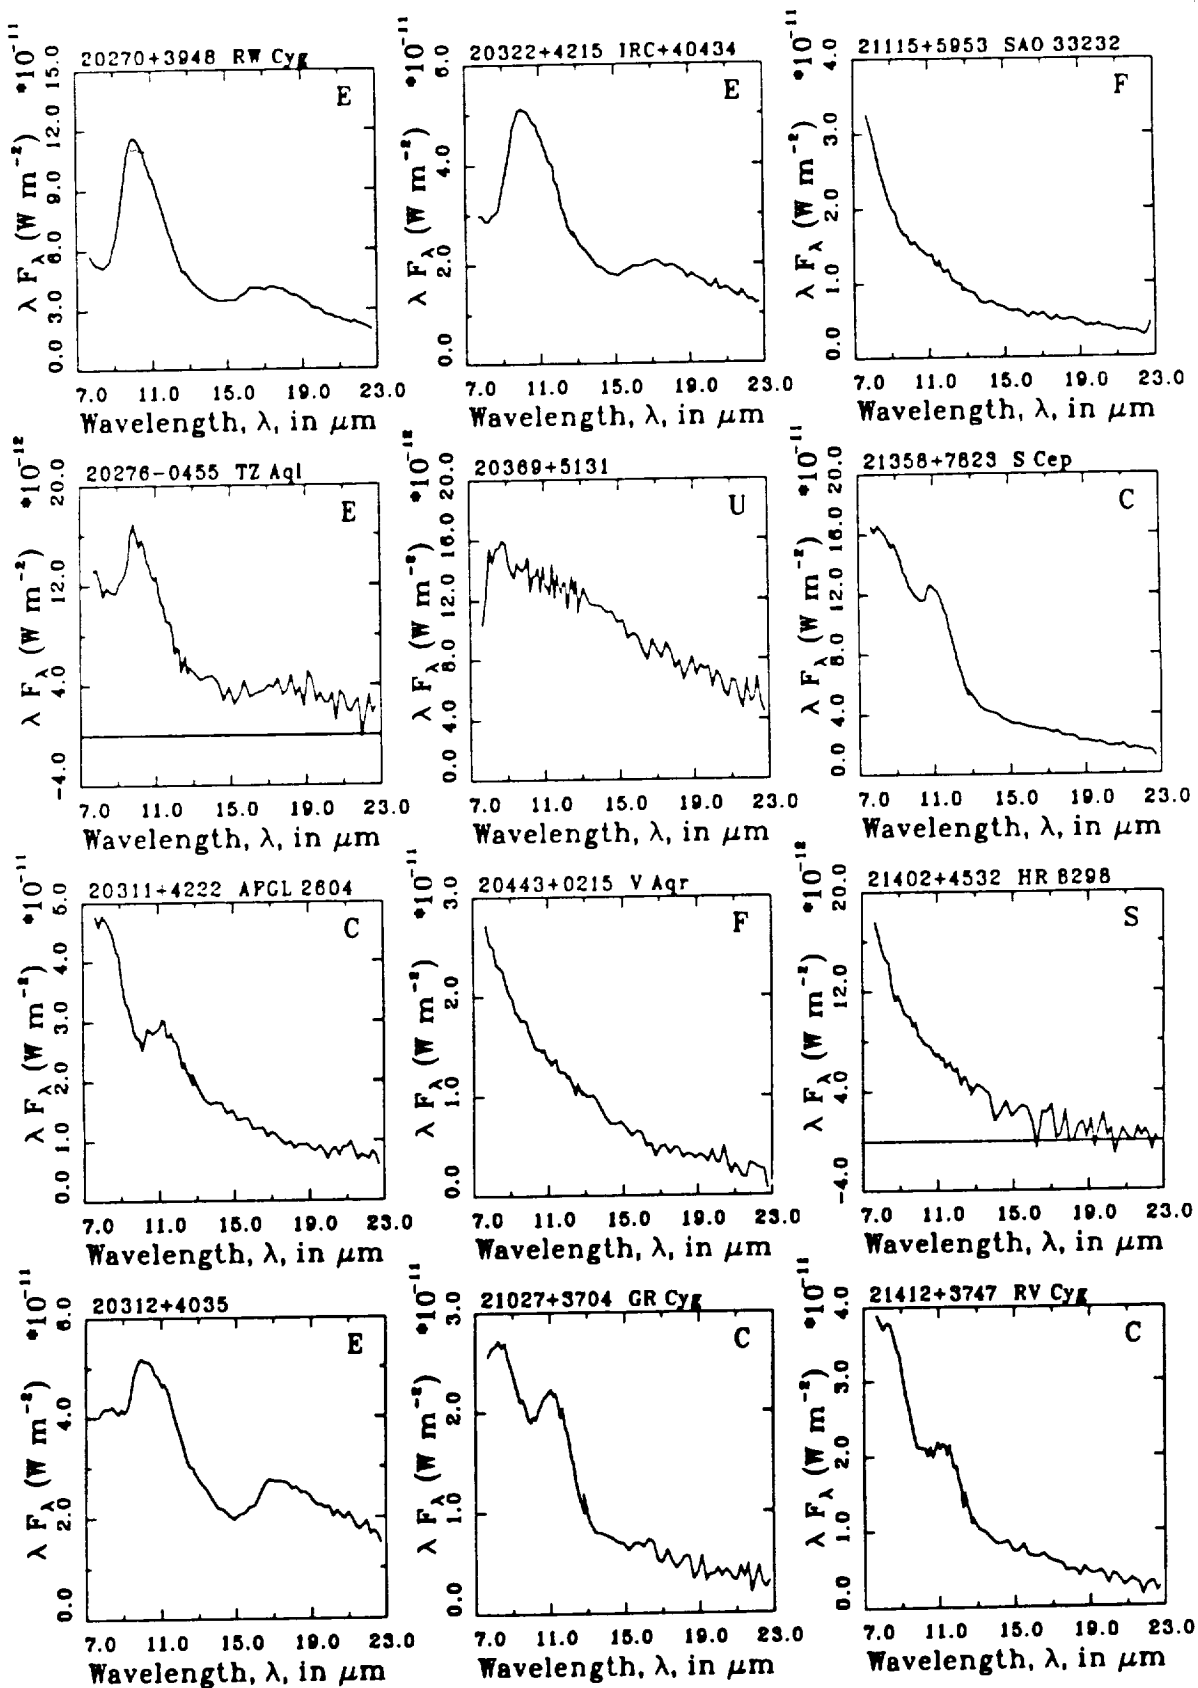 20270+3948 RW Cyg
E
λ F_λ (W m⁻²) *10⁻¹¹
0.0 3.0 6.0 9.0 12.0 15.0
7.0 11.0 15.0 19.0 23.0
Wavelength, λ, in μm
20322+4215 IRC+40434
E
λ F_λ (W m⁻²) *10⁻¹¹
0.0 2.0 4.0 6.0
7.0 11.0 15.0 19.0 23.0
Wavelength, λ, in μm
21115+5953 SAO 33232
F
λ F_λ (W m⁻²) *10⁻¹¹
0.0 1.0 2.0 3.0 4.0
7.0 11.0 15.0 19.0 23.0
Wavelength, λ, in μm
20276-0455 TZ Aql
E
λ F_λ (W m⁻²) *10⁻¹²
-4.0 4.0 12.0 20.0
7.0 11.0 15.0 19.0 23.0
Wavelength, λ, in μm
20369+5131
U
λ F_λ (W m⁻²) *10⁻¹²
0.0 4.0 8.0 12.0 16.0 20.0
7.0 11.0 15.0 19.0 23.0
Wavelength, λ, in μm
21358+7823 S Cep
C
λ F_λ (W m⁻²) *10⁻¹¹
0.0 4.0 8.0 12.0 16.0 20.0
7.0 11.0 15.0 19.0 23.0
Wavelength, λ, in μm
20311+4222 AFGL 2604
C
λ F_λ (W m⁻²) *10⁻¹¹
0.0 1.0 2.0 3.0 4.0 5.0
7.0 11.0 15.0 19.0 23.0
Wavelength, λ, in μm
20443+0215 V Aqr
F
λ F_λ (W m⁻²) *10⁻¹¹
0.0 1.0 2.0 3.0
7.0 11.0 15.0 19.0 23.0
Wavelength, λ, in μm
21402+4532 HR 8298
S
λ F_λ (W m⁻²) *10⁻¹²
-4.0 4.0 12.0 20.0
7.0 11.0 15.0 19.0 23.0
Wavelength, λ, in μm
20312+4035
E
λ F_λ (W m⁻²) *10⁻¹¹
0.0 2.0 4.0 6.0
7.0 11.0 15.0 19.0 23.0
Wavelength, λ, in μm
21027+3704 GR Cyg
C
λ F_λ (W m⁻²) *10⁻¹¹
0.0 1.0 2.0 3.0
7.0 11.0 15.0 19.0 23.0
Wavelength, λ, in μm
21412+3747 RV Cyg
C
λ F_λ (W m⁻²) *10⁻¹¹
0.0 1.0 2.0 3.0 4.0
7.0 11.0 15.0 19.0 23.0
Wavelength, λ, in μm